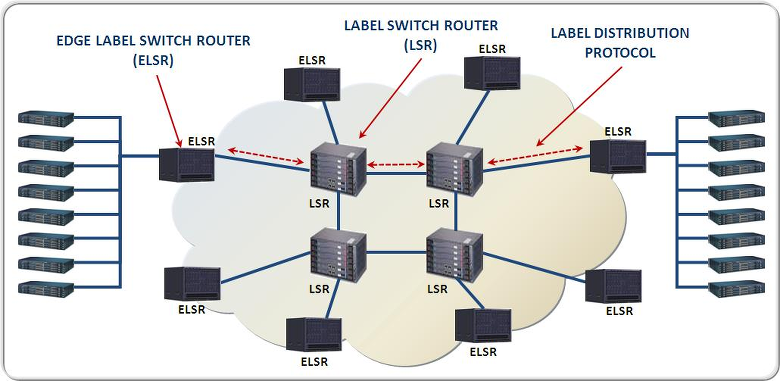 EDGE LABEL SWITCH ROUTER
(ELSR)
LABEL SWITCH ROUTER
(LSR)
LABEL DISTRIBUTION
PROTOCOL
ELSR
ELSR
ELSR
ELSR
LSR
LSR
LSR
LSR
ELSR
ELSR
ELSR
ELSR